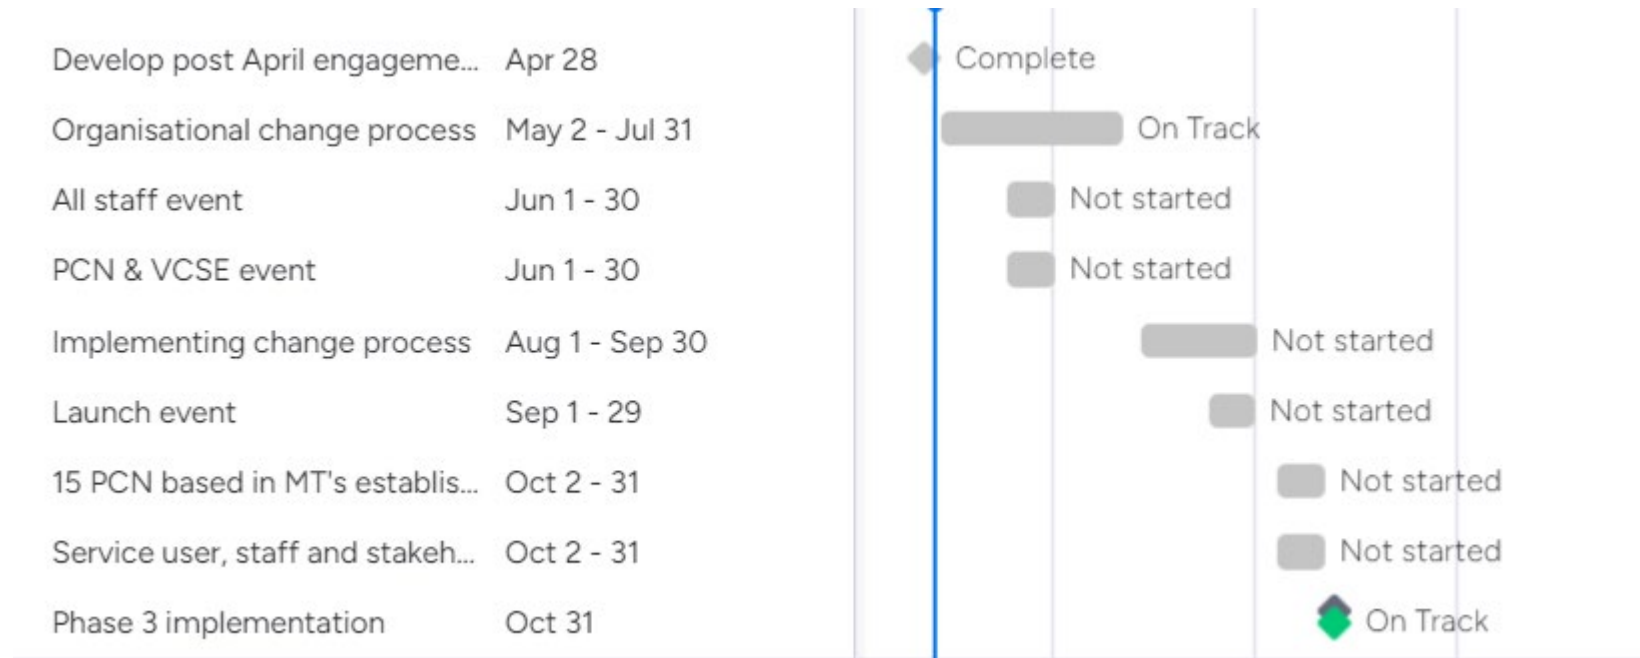 Develop post April engageme... Apr 28 Complete
Organisational change process May 2 - Jul 31 On Track
All staff event Jun 1 - 30 Not started
PCN & VCSE event Jun 1 - 30 Not started
Implementing change process Aug 1 - Sep 30 Not started
Launch event Sep 1 - 29 Not started
15 PCN based in MT's establis... Oct 2 - 31 Not started
Service user, staff and stakeh... Oct 2 - 31 Not started
Phase 3 implementation Oct 31 On Track